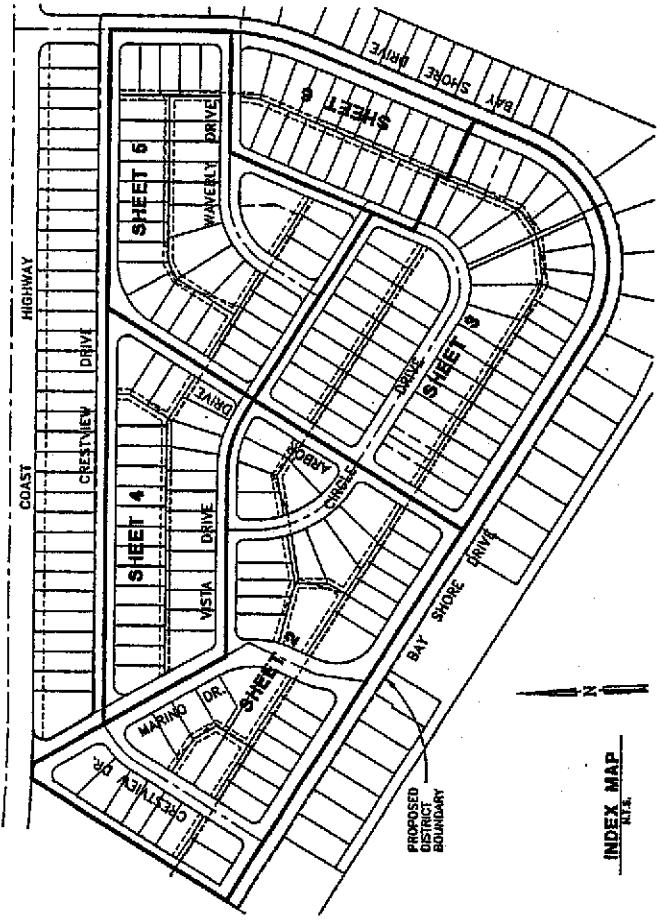 COAST
HIGHWAY
CRESTVIEW
DRIVE
SHEET 5
WAVERLY
DRIVE
BAY
SHORE
DRIVE
SHEET 6
SHEET 4
VISTA
DRIVE
DRIVE
ARBOR
CIRCLE
DRIVE
SHEET 3
MARINO
DR.
SHEET 2
CRESTVIEW DR.
BAY SHORE DRIVE
PROPOSED
DISTRICT
BOUNDARY
N
INDEX MAP
N.T.S.